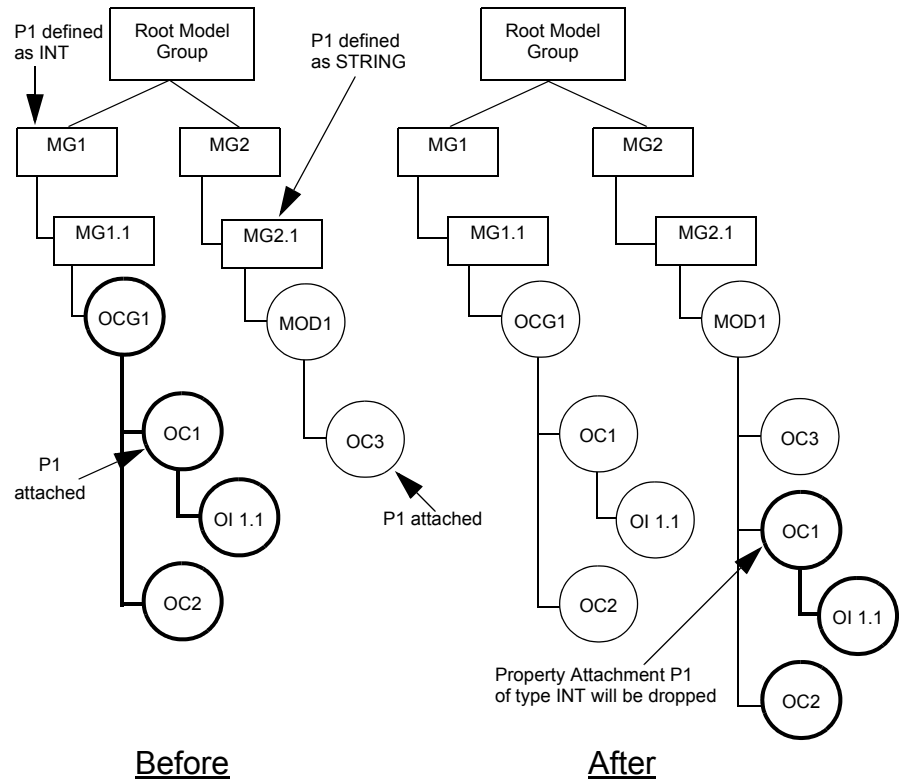 P1 defined
as INT
Root Model
Group
P1 defined
as STRING
MG1
MG2
MG1.1
MG2.1
OCG1
MOD1
OC1
OC3
P1
attached
P1 attached
OI 1.1
OC2
Before
Root Model
Group
MG1
MG2
MG1.1
MG2.1
OCG1
MOD1
OC1
OC3
OI 1.1
OC1
OC2
OI 1.1
Property Attachment P1
of type INT will be dropped
OC2
After